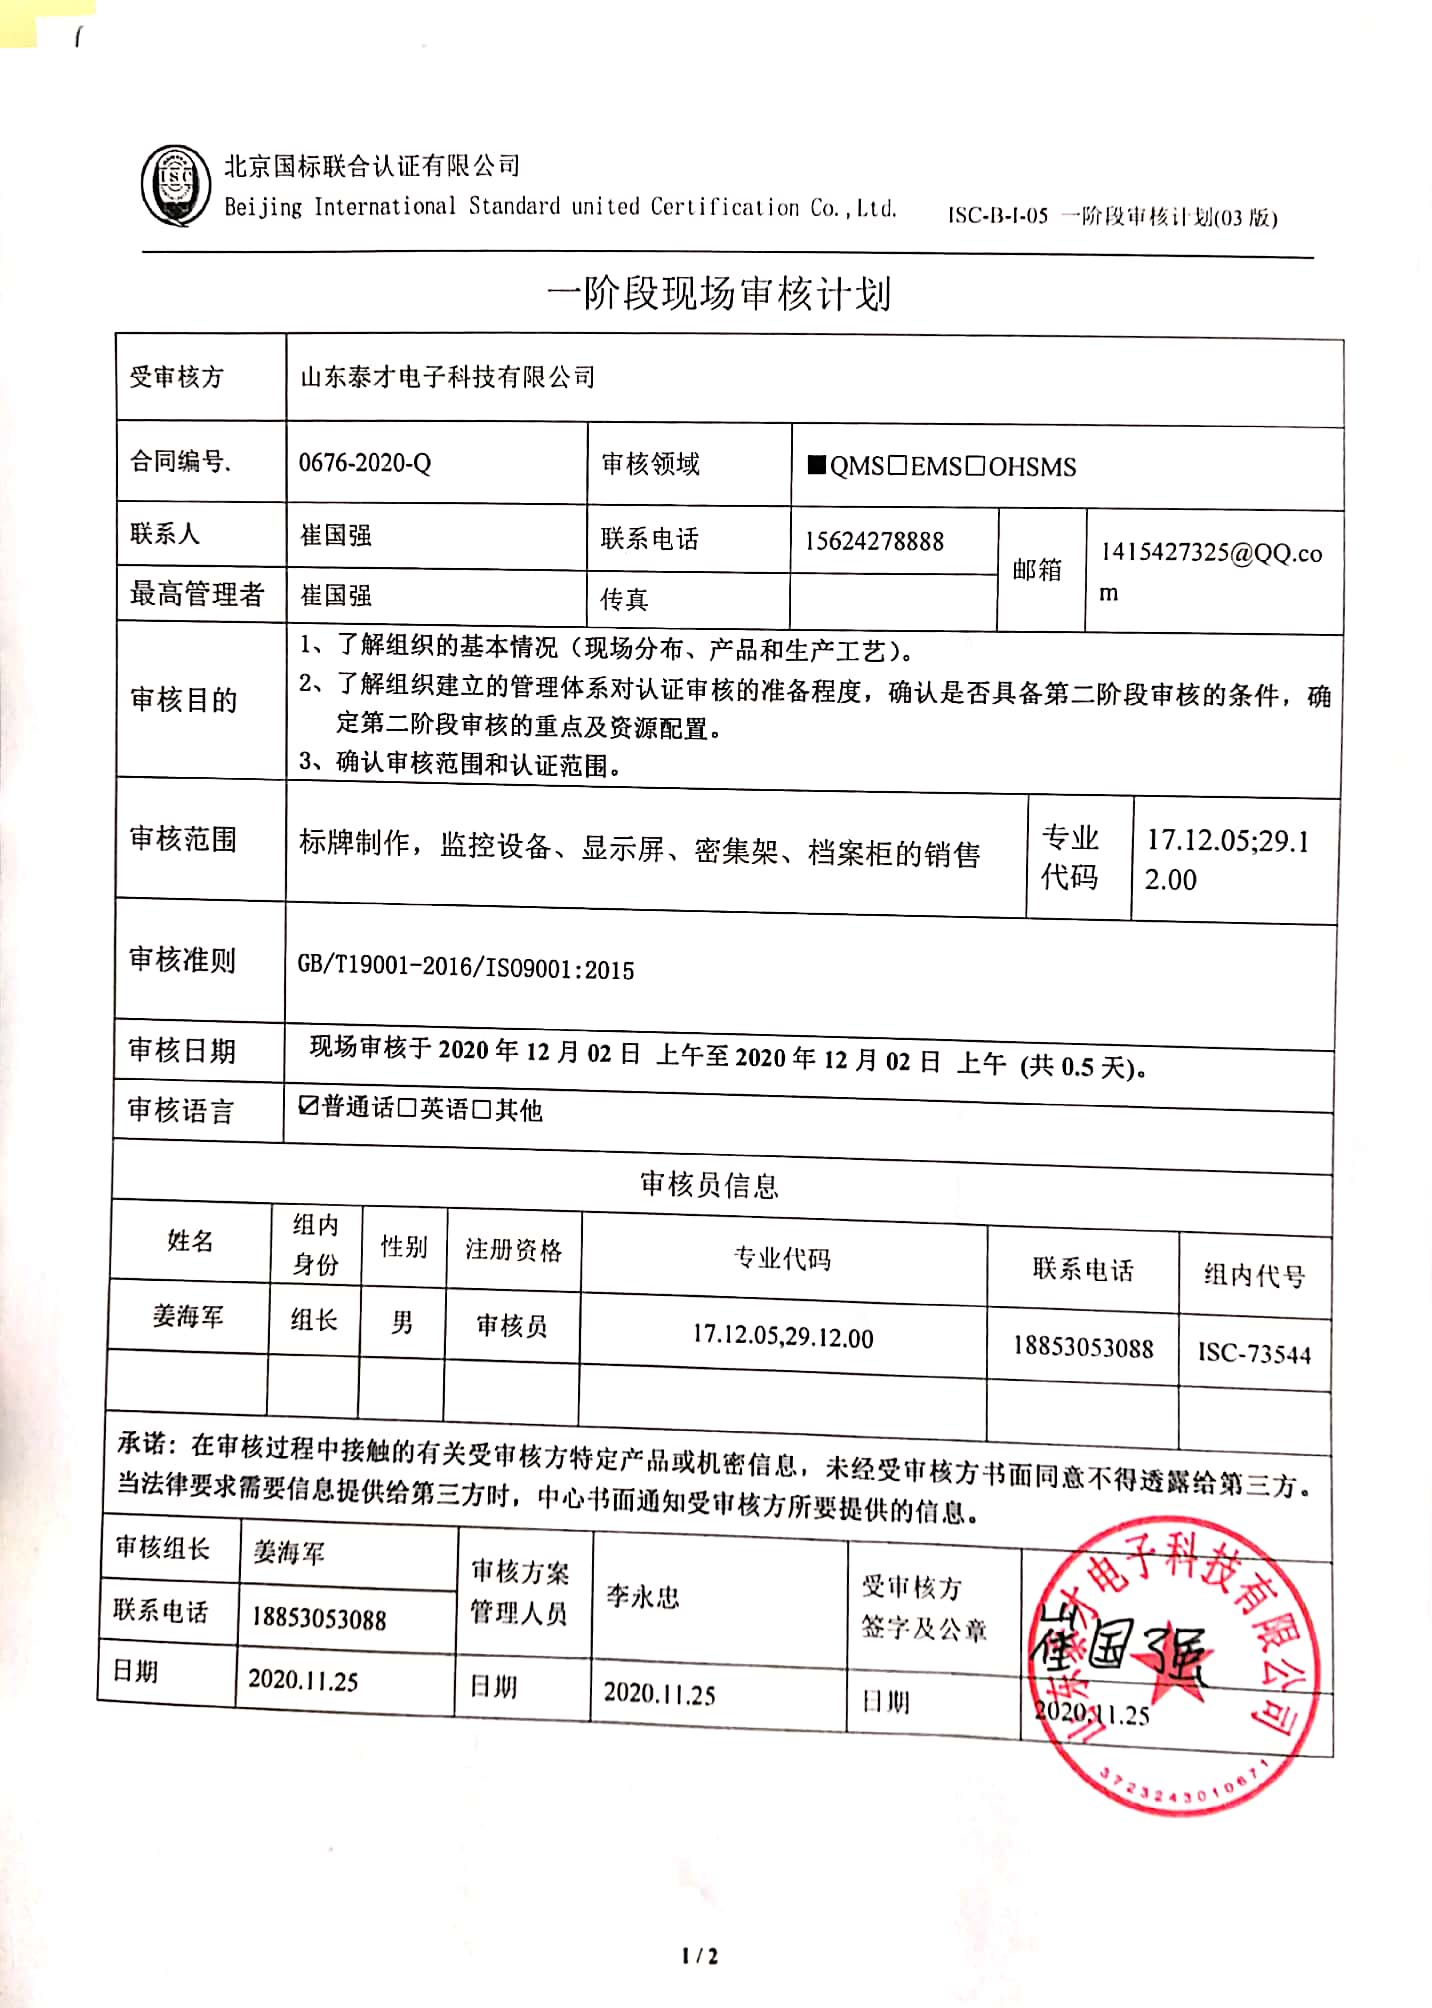 ISC
北京国标联合认证有限公司
Beijing International Standard united Certification Co.,Ltd.
ISC-B-I-05 一阶段审核计划(03 版)
一阶段现场审核计划
受审核方 山东泰才电子科技有限公司
合同编号. 0676-2020-Q 审核领域 ■QMS□EMS□OHSMS
联系人 崔国强 联系电话 15624278888 邮箱 1415427325@QQ.co
m
最高管理者 崔国强 传真
审核目的
1、了解组织的基本情况（现场分布、产品和生产工艺）。
2、了解组织建立的管理体系对认证审核的准备程度，确认是否具备第二阶段审核的条件，确
定第二阶段审核的重点及资源配置。
3、确认审核范围和认证范围。
审核范围 标牌制作，监控设备、显示屏、密集架、档案柜的销售 专业
代码 17.12.05;29.1
2.00
审核准则 GB/T19001-2016/ISO9001:2015
审核日期 现场审核于 2020 年 12 月 02 日 上午至 2020 年 12 月 02 日 上午 (共 0.5 天)。
审核语言 ☑普通话□英语□其他
审核员信息
姓名 组内
身份 性别 注册资格 专业代码 联系电话 组内代号
姜海军 组长 男 审核员 17.12.05,29.12.00 18853053088 ISC-73544
承诺：在审核过程中接触的有关受审核方特定产品或机密信息，未经受审核方书面同意不得透露给第三方。
当法律要求需要信息提供给第三方时，中心书面通知受审核方所要提供的信息。
审核组长 姜海军 审核方案
管理人员 李永忠 受审核方
签字及公章 崔国强
联系电话 18853053088
日期 2020.11.25 日期 2020.11.25 日期 2020.11.25
山东泰才电子科技有限公司
3723243010671
1 / 2